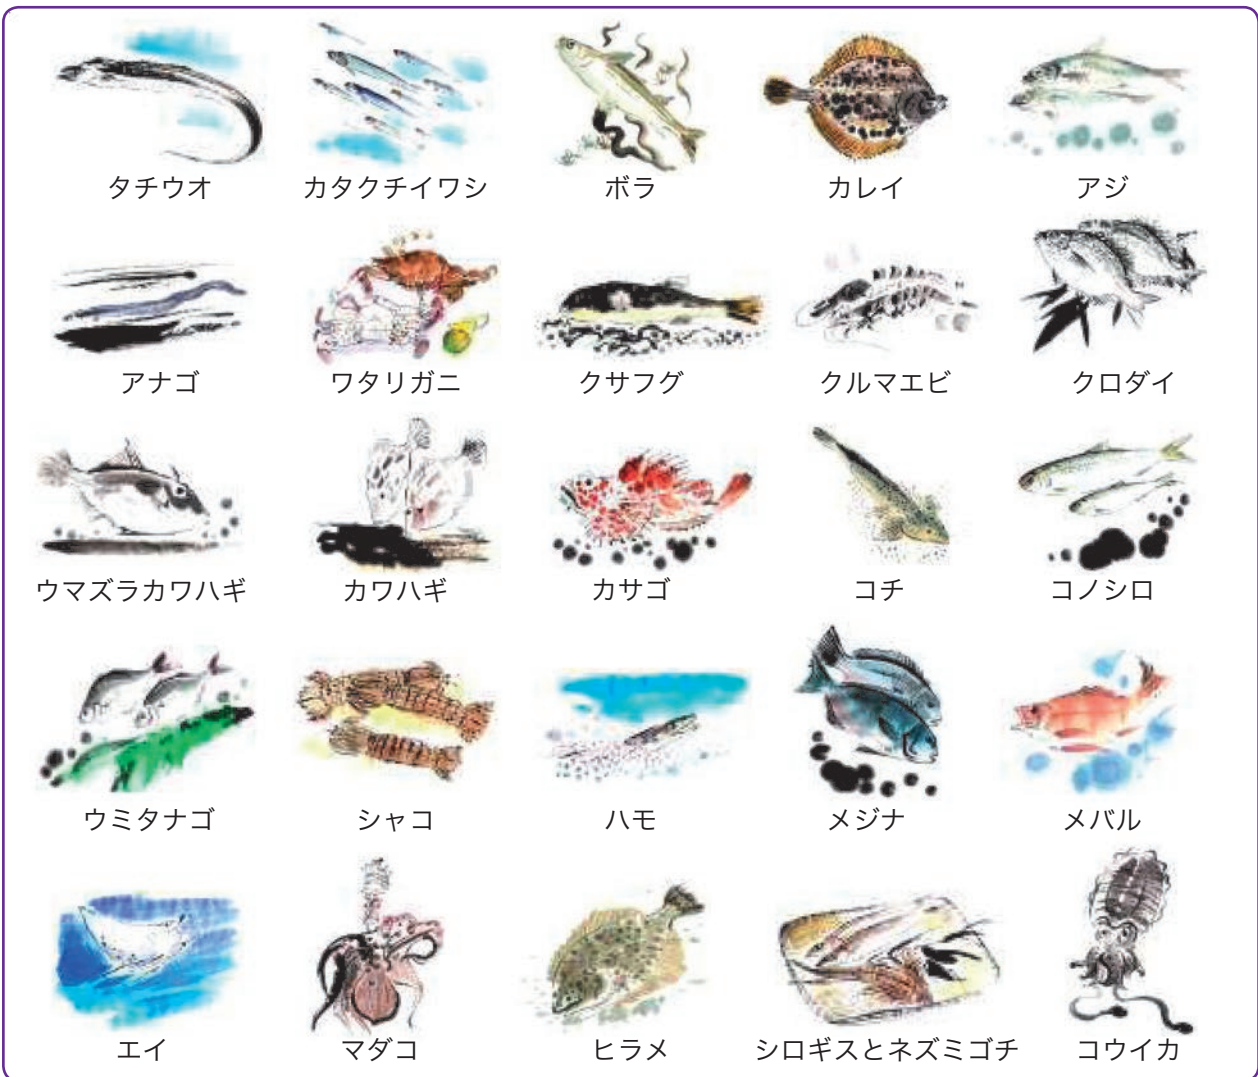 タチウオ
カタクチイワシ
ボラ
カレイ
アジ
アナゴ
ワタリガニ
クサフグ
クルマエビ
クロダイ
ウマズラカワハギ
カワハギ
カサゴ
コチ
コノシロ
ウミタナゴ
シャコ
ハモ
メジナ
メバル
エイ
マダコ
ヒラメ
シロギスとネズミゴチ
コウイカ